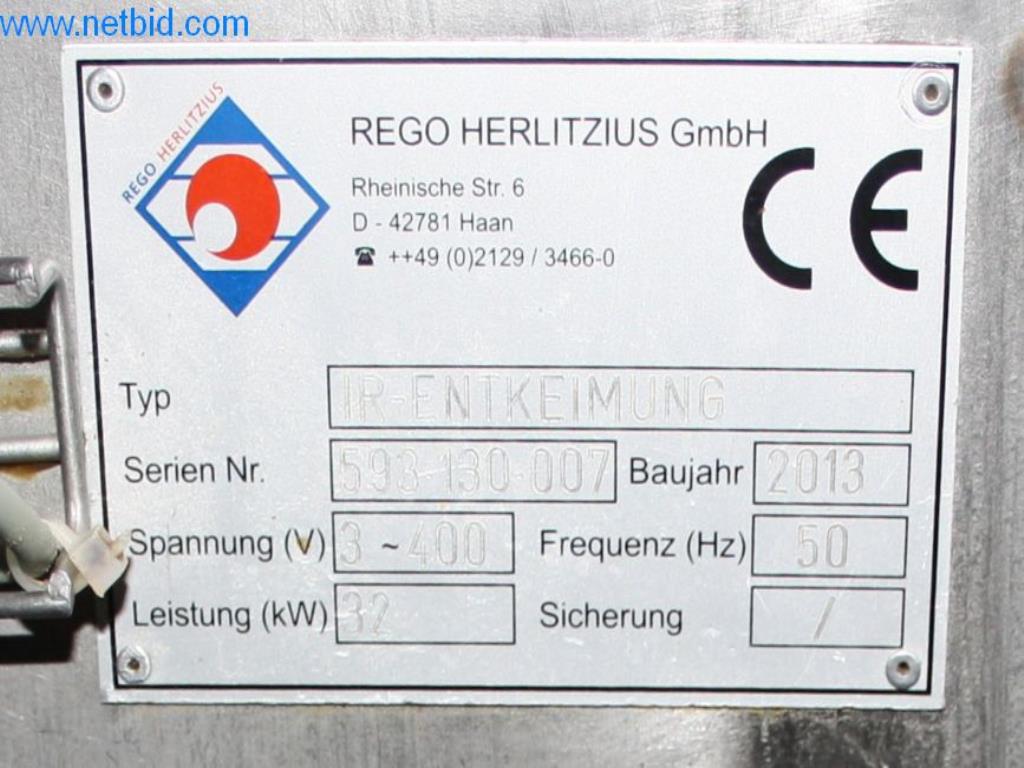 www.netbid.com
REGO HERLITZIUS
REGO HERLITZIUS GmbH
Rheinische Str. 6
D - 42781 Haan
☎ ++49 (0)2129 / 3466-0
CE
Typ IR-ENTKEIMUNG
Serien Nr. 593-130-007 Baujahr 2013
Spannung (V) 3 ~ 400 Frequenz (Hz) 50
Leistung (kW) 32 Sicherung /